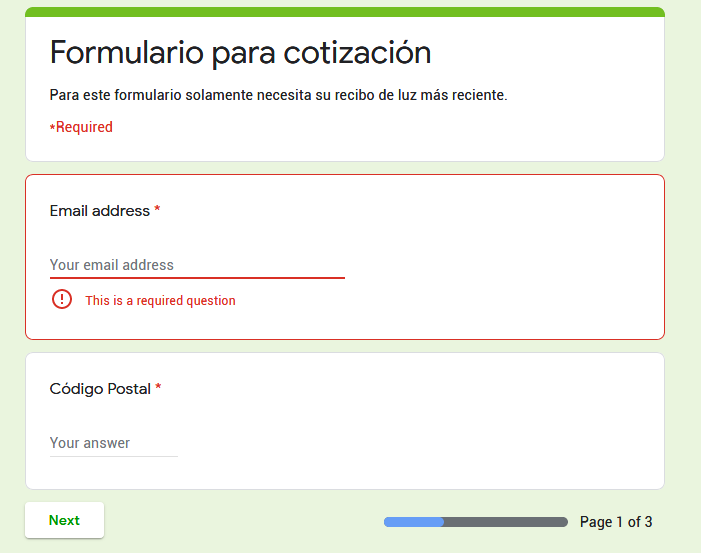 Formulario para cotización
Para este formulario solamente necesita su recibo de luz más reciente.
*Required
Email address *
Your email address
This is a required question
Código Postal *
Your answer
Next
Page 1 of 3